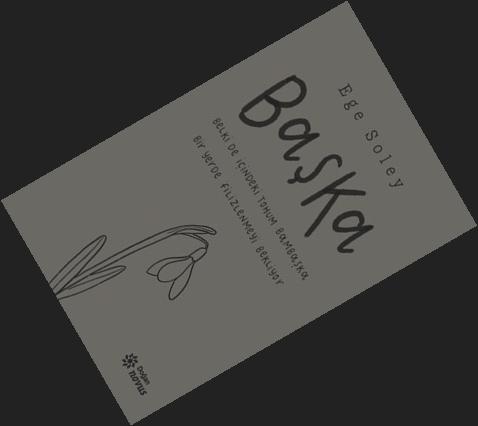 Ege Soley
Başka
Belki de içindeki tohum bambaşka
bir yerde filizlenmeyi bekliyor
Doğan
novus